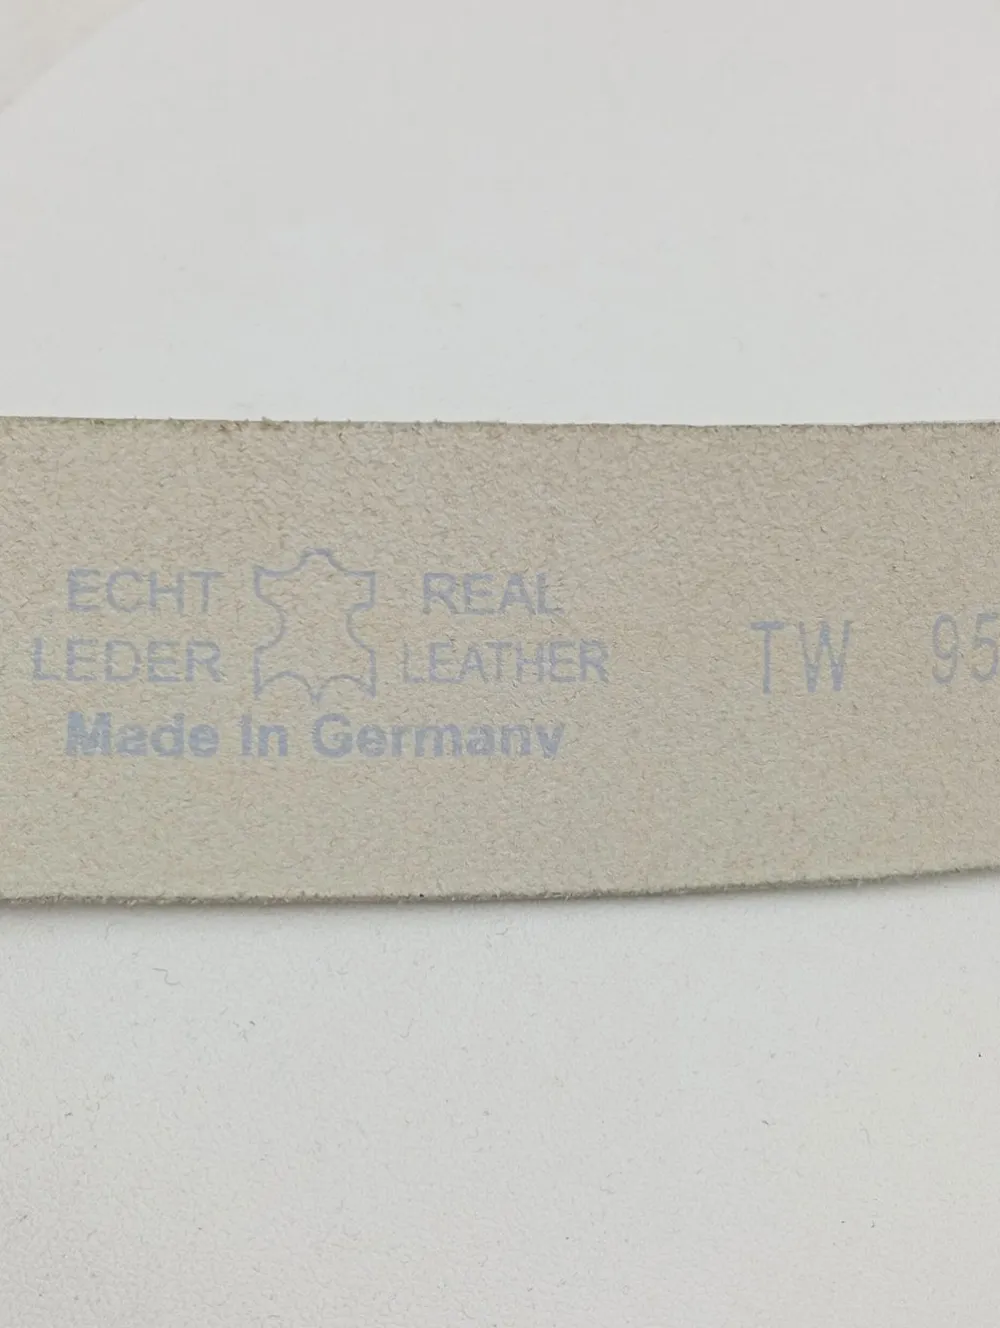 ECHT REAL
LEDER LEATHER TW 95
Made In Germany